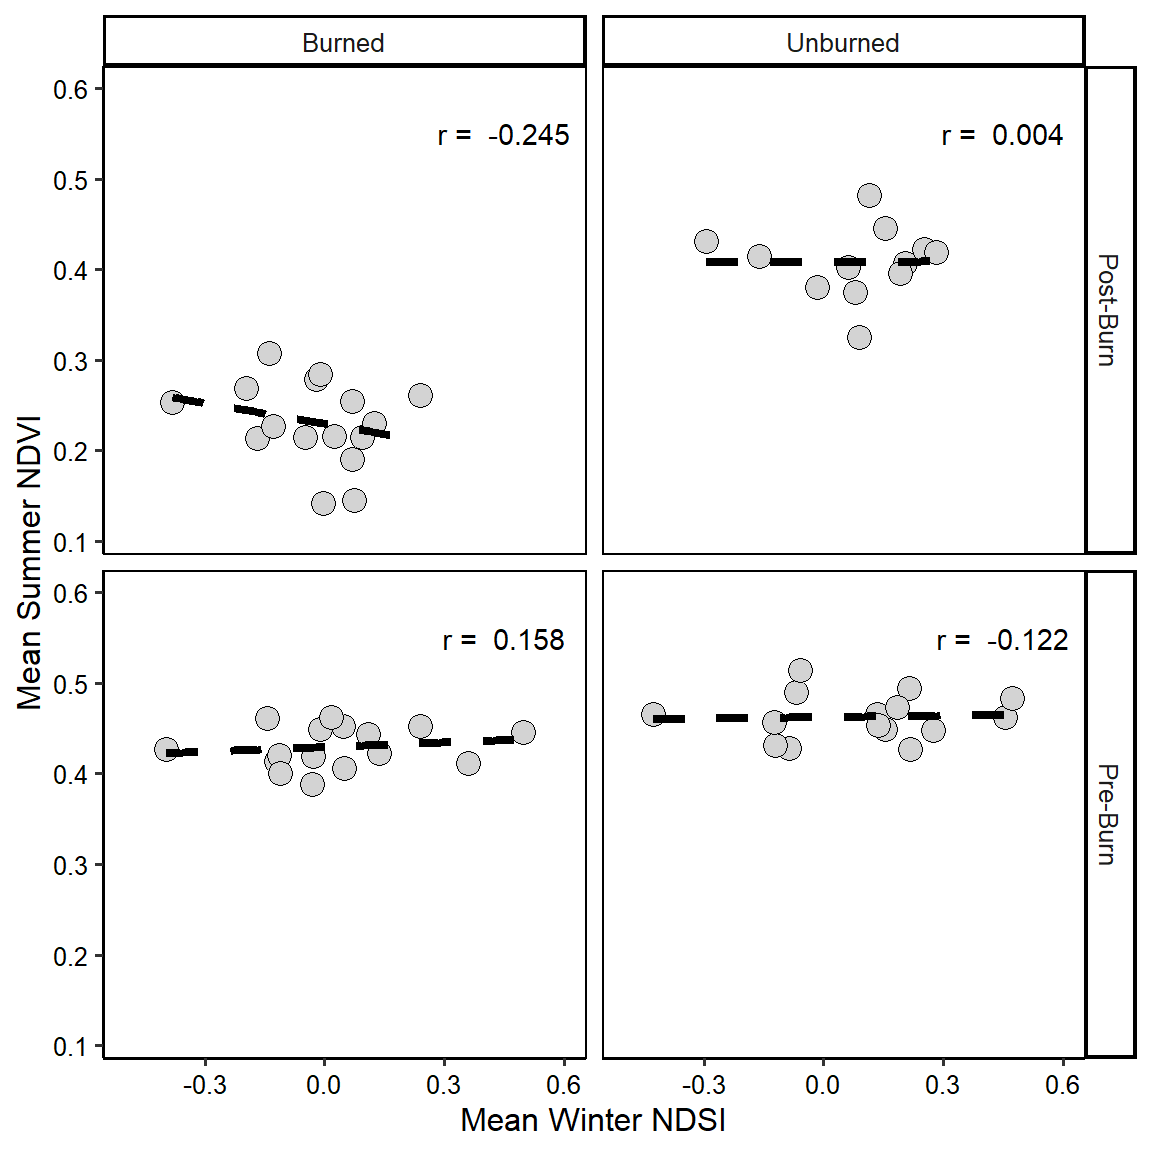 Burned
Unburned
0.6
0.5
0.4
0.3
0.2
0.1
r = -0.245
r = 0.004
Post-Burn
Mean Summer NDVI
0.6
0.5
0.4
0.3
0.2
0.1
r = 0.158
r = -0.122
Pre-Burn
-0.3 0.0 0.3 0.6
-0.3 0.0 0.3 0.6
Mean Winter NDSI